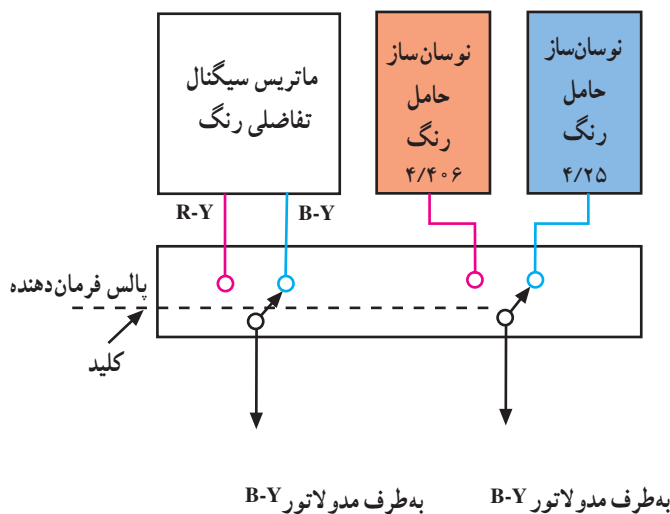 نوسان‌ساز
حامل
رنگ
۴/۲۵
نوسان‌ساز
حامل
رنگ
۴/۴۰۶
ماتریس سیگنال
تفاضلی رنگ
R-Y
B-Y
پالس فرمان‌دهنده
کلید
به‌طرف مدولاتور B-Y
به‌طرف مدولاتور B-Y